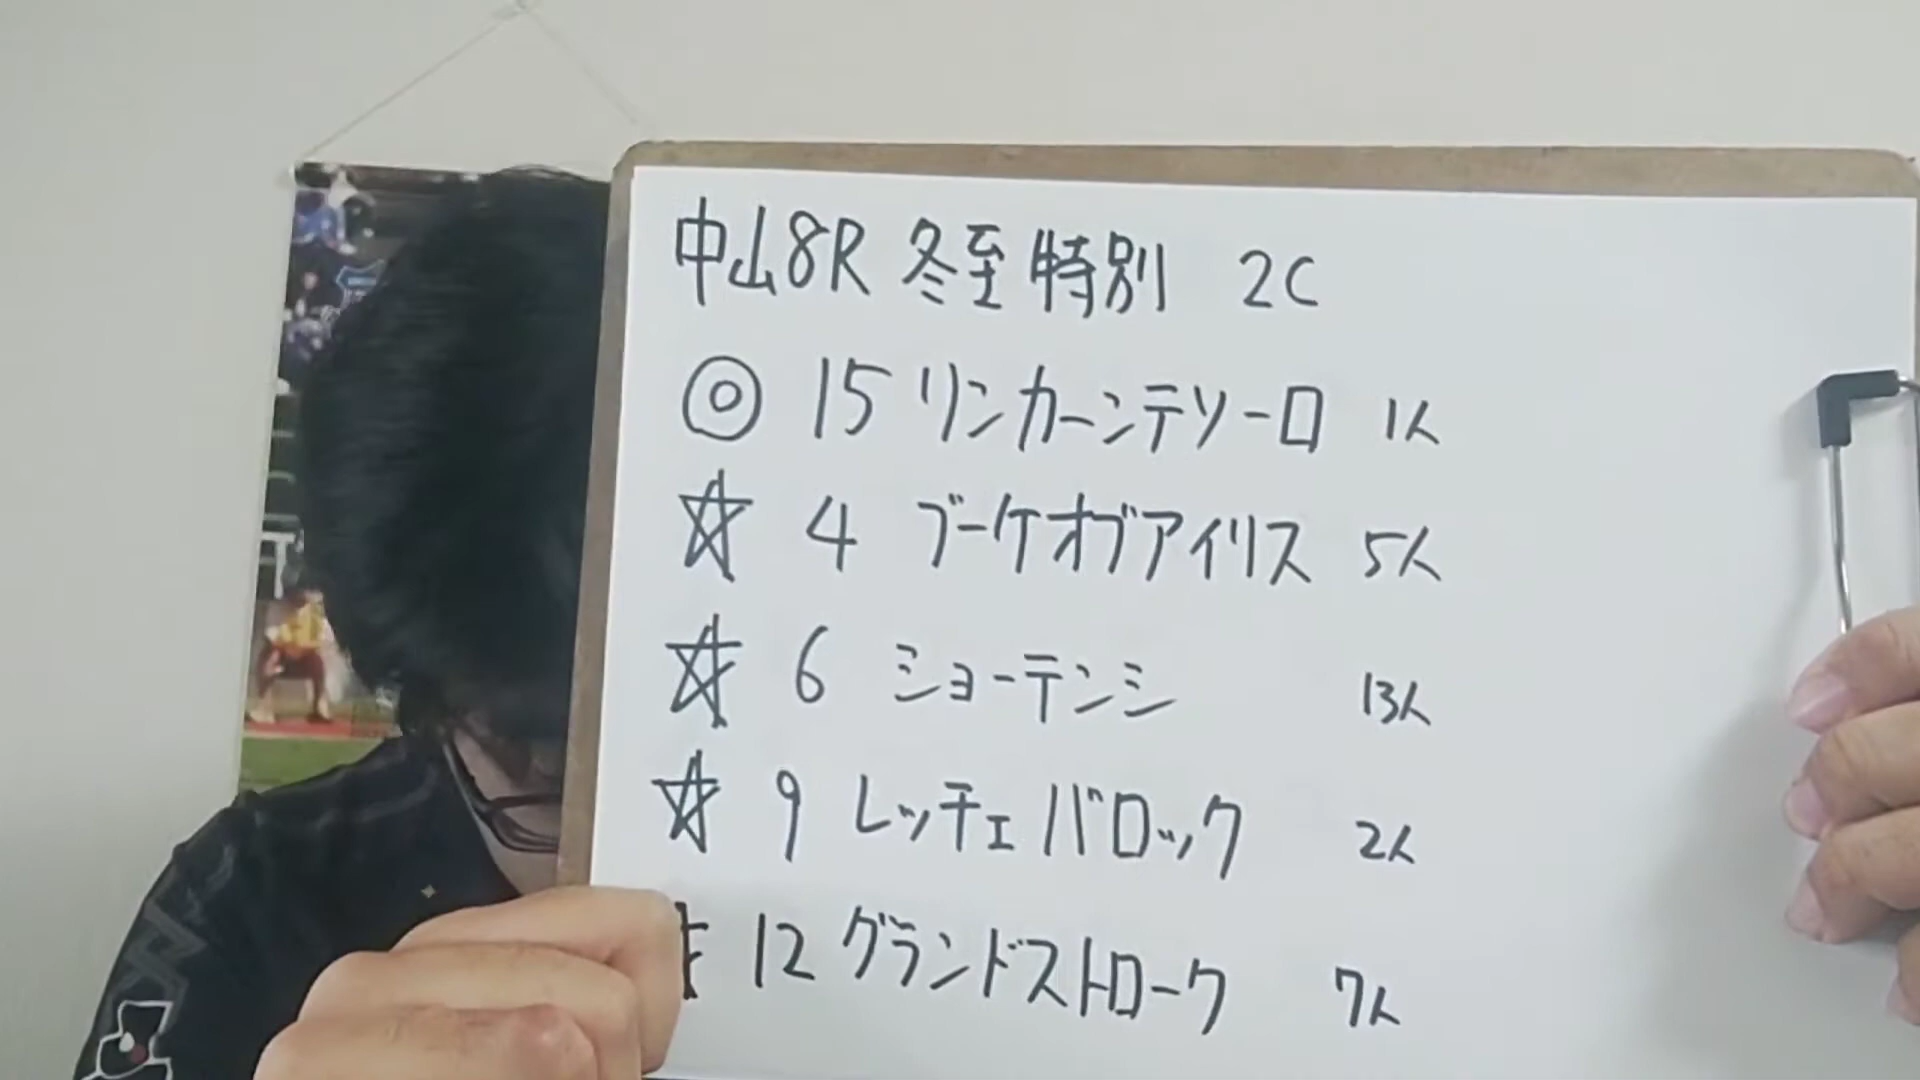 中山8R 冬至特別 2C
◎ 15 リンカーンテソーロ 1人
☆ 4 ブーケオブアイリス 5人
☆ 6 ショーテンシ 13人
☆ 9 レッチェバロック 2人
☆ 12 グランドストローク 7人